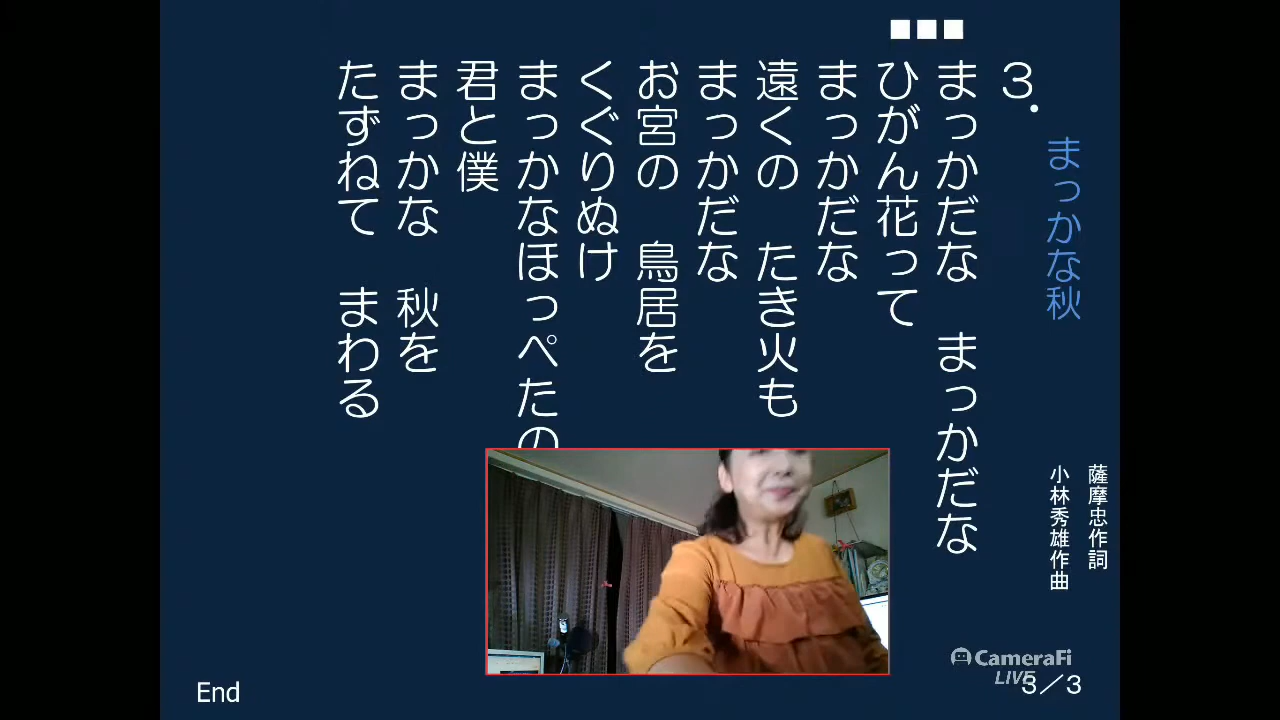 まっかな秋
薩摩忠作詞
小林秀雄作曲
3.
まっかだな まっかだな
ひがん花って
まっかだな
遠くの たき火も
まっかだな
お宮の 鳥居を
くぐりぬけ
まっかなほっぺたの
君と僕
まっかな 秋を
たずねて まわる
CameraFi
LIVE
3/3
End